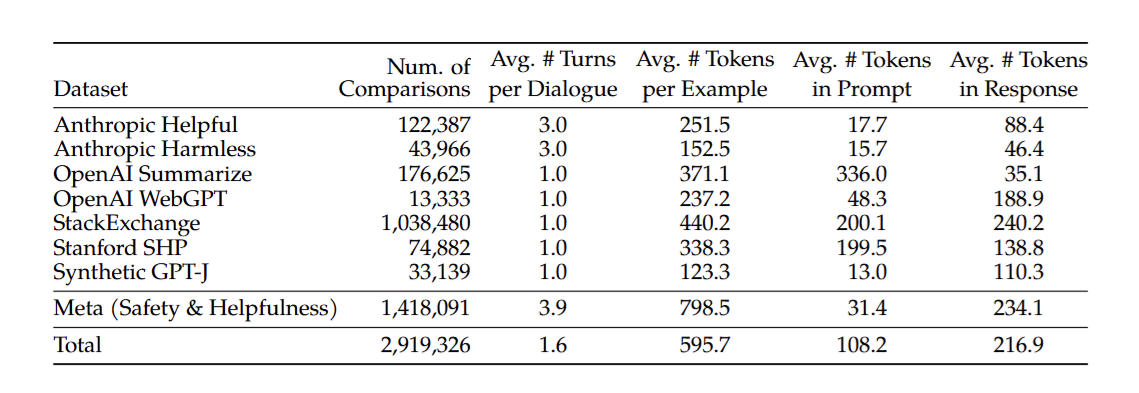 Dataset Num. of Comparisons Avg. # Turns per Dialogue Avg. # Tokens per Example Avg. # Tokens in Prompt Avg. # Tokens in Response
Anthropic Helpful 122,387 3.0 251.5 17.7 88.4
Anthropic Harmless 43,966 3.0 152.5 15.7 46.4
OpenAI Summarize 176,625 1.0 371.1 336.0 35.1
OpenAI WebGPT 13,333 1.0 237.2 48.3 188.9
StackExchange 1,038,480 1.0 440.2 200.1 240.2
Stanford SHP 74,882 1.0 338.3 199.5 138.8
Synthetic GPT-J 33,139 1.0 123.3 13.0 110.3
Meta (Safety & Helpfulness) 1,418,091 3.9 798.5 31.4 234.1
Total 2,919,326 1.6 595.7 108.2 216.9